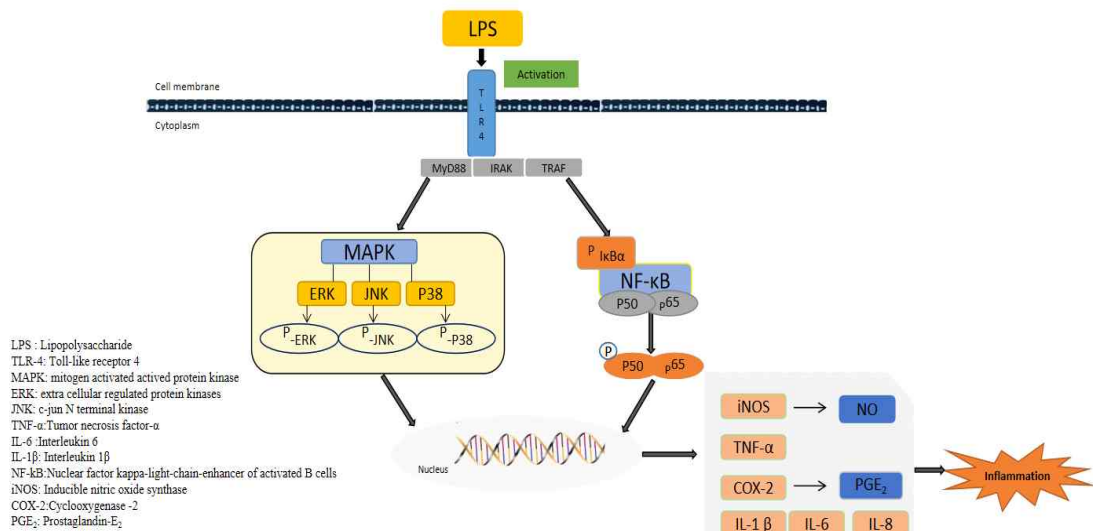 LPS
Activation
Cell membrane
Cytoplasm
T
L
R
4
MyD88 IRAK TRAF
MAPK
ERK JNK P38
P-ERK P-JNK P-P38
P IκBα
NF-κB
P50 P65
P
P50 P65
Nucleus
iNOS NO
TNF-α
COX-2 PGE₂
IL-1 β IL-6 IL-8
Inflammation
LPS : Lipopolysaccharide
TLR-4: Toll-like receptor 4
MAPK: mitogen activated actived protein kinase
ERK: extra cellular regulated protein kinases
JNK: c-jun N terminal kinase
TNF-α:Tumor necrosis factor-α
IL-6 :Interleukin 6
IL-1β: Interleukin 1β
NF-kB:Nuclear factor kappa-light-chain-enhancer of activated B cells
iNOS: Inducible nitric oxide synthase
COX-2:Cyclooxygenase -2
PGE₂: Prostaglandin-E₂